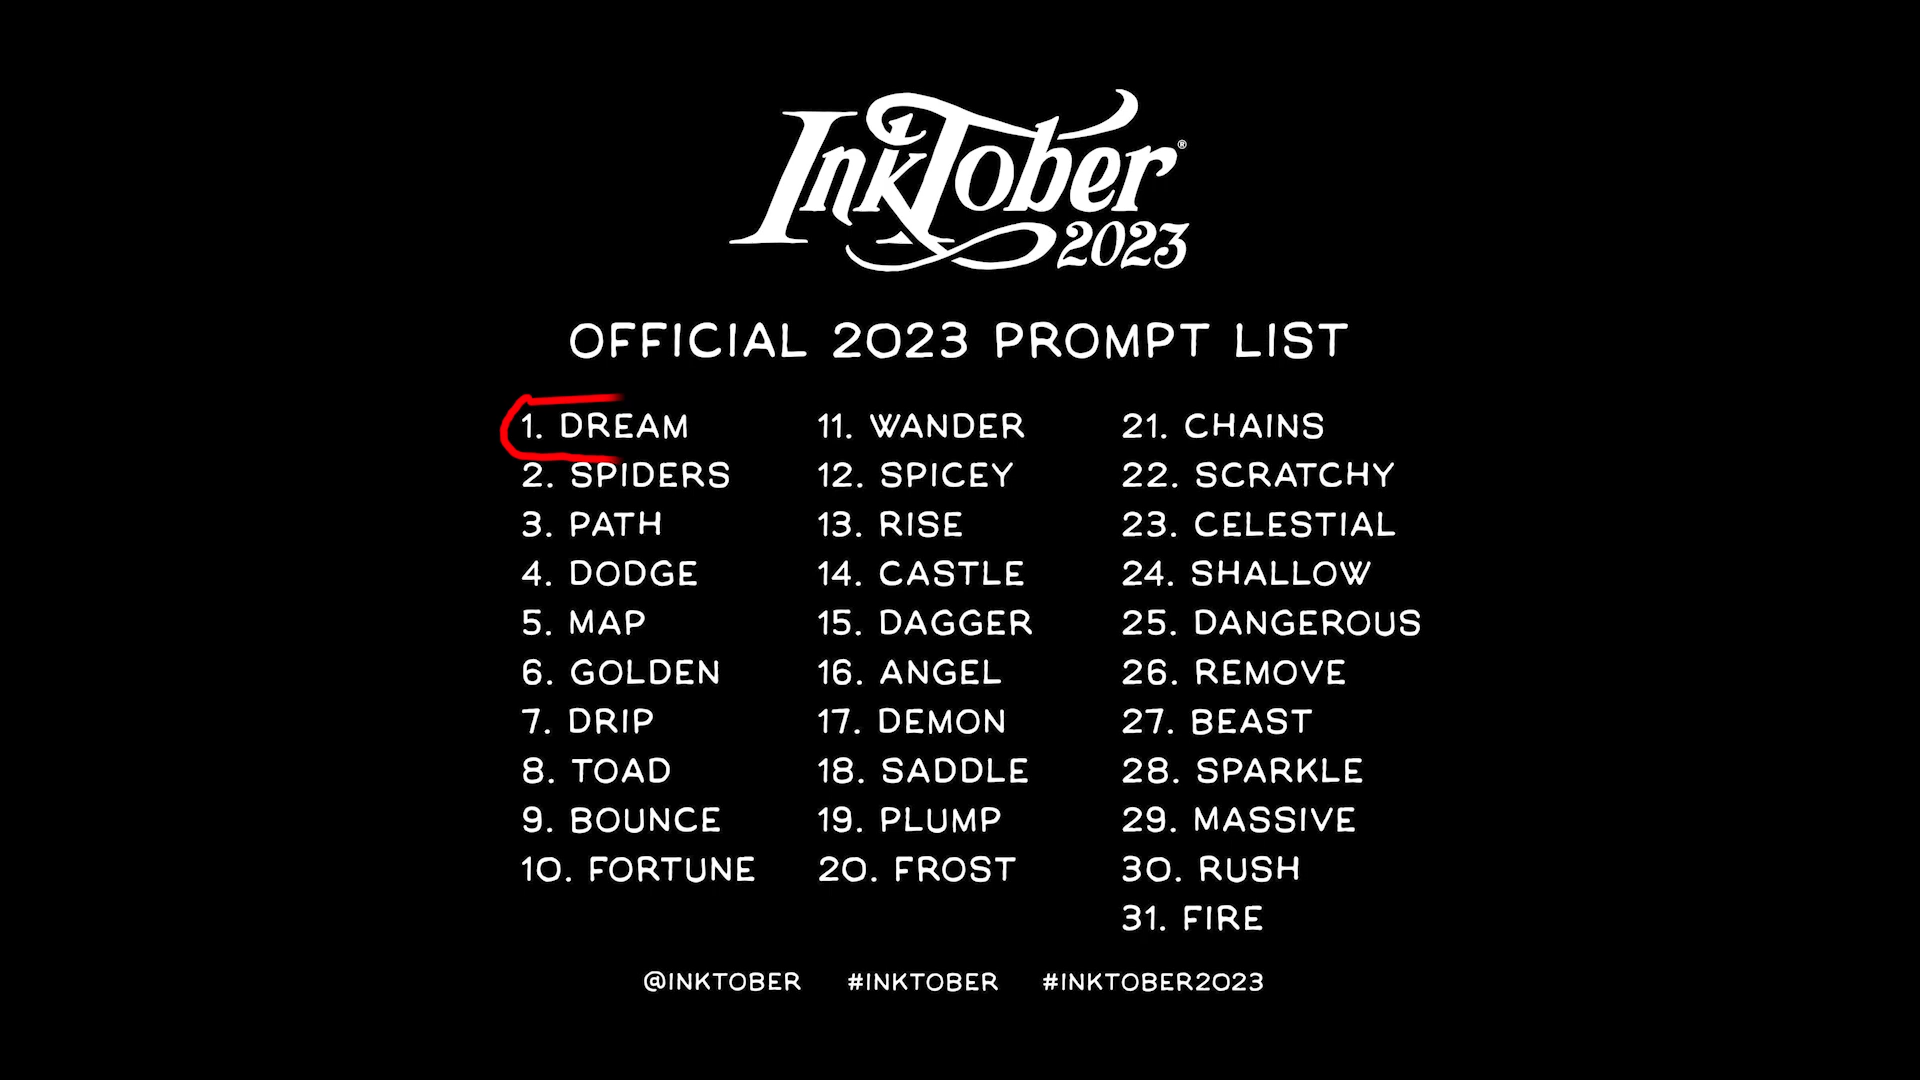 InkTober®
2023
OFFICIAL 2023 PROMPT LIST
1. DREAM
2. SPIDERS
3. PATH
4. DODGE
5. MAP
6. GOLDEN
7. DRIP
8. TOAD
9. BOUNCE
10. FORTUNE
11. WANDER
12. SPICEY
13. RISE
14. CASTLE
15. DAGGER
16. ANGEL
17. DEMON
18. SADDLE
19. PLUMP
20. FROST
21. CHAINS
22. SCRATCHY
23. CELESTIAL
24. SHALLOW
25. DANGEROUS
26. REMOVE
27. BEAST
28. SPARKLE
29. MASSIVE
30. RUSH
31. FIRE
@INKTOBER #INKTOBER #INKTOBER2023